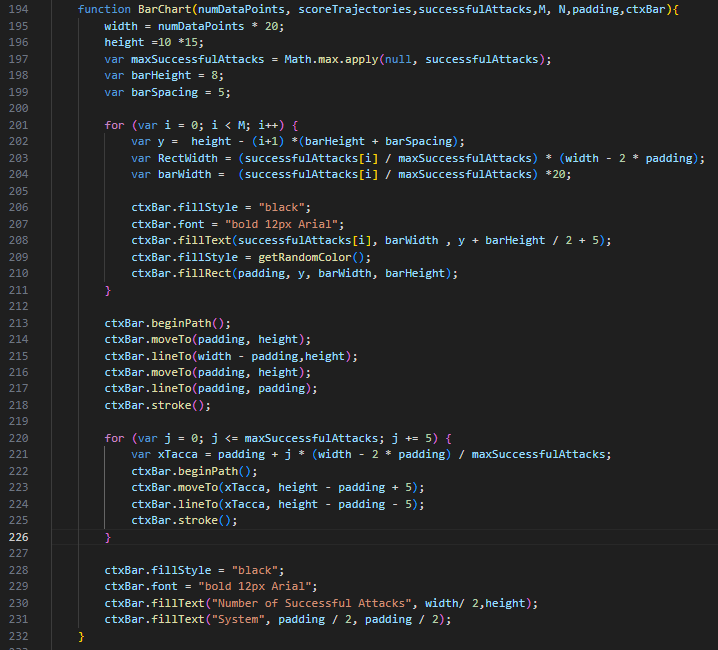 194 function BarChart(numDataPoints, scoreTrajectories,successfulAttacks,M, N,padding,ctxBar){
195 width = numDataPoints * 20;
196 height =10 *15;
197 var maxSuccessfulAttacks = Math.max.apply(null, successfulAttacks);
198 var barHeight = 8;
199 var barSpacing = 5;
200
201 for (var i = 0; i < M; i++) {
202 var y =  height - (i+1) *(barHeight + barSpacing);
203 var RectWidth = (successfulAttacks[i] / maxSuccessfulAttacks) * (width - 2 * padding);
204 var barWidth =  (successfulAttacks[i] / maxSuccessfulAttacks) *20;
205
206 ctxBar.fillStyle = "black";
207 ctxBar.font = "bold 12px Arial";
208 ctxBar.fillText(successfulAttacks[i], barWidth , y + barHeight / 2 + 5);
209 ctxBar.fillStyle = getRandomColor();
210 ctxBar.fillRect(padding, y, barWidth, barHeight);
211 }
212
213 ctxBar.beginPath();
214 ctxBar.moveTo(padding, height);
215 ctxBar.lineTo(width - padding,height);
216 ctxBar.moveTo(padding, height);
217 ctxBar.lineTo(padding, padding);
218 ctxBar.stroke();
219
220 for (var j = 0; j <= maxSuccessfulAttacks; j += 5) {
221 var xTacca = padding + j * (width - 2 * padding) / maxSuccessfulAttacks;
222 ctxBar.beginPath();
223 ctxBar.moveTo(xTacca, height - padding + 5);
224 ctxBar.lineTo(xTacca, height - padding - 5);
225 ctxBar.stroke();
226 }
227
228 ctxBar.fillStyle = "black";
229 ctxBar.font = "bold 12px Arial";
230 ctxBar.fillText("Number of Successful Attacks", width/ 2,height);
231 ctxBar.fillText("System", padding / 2, padding / 2);
232 }